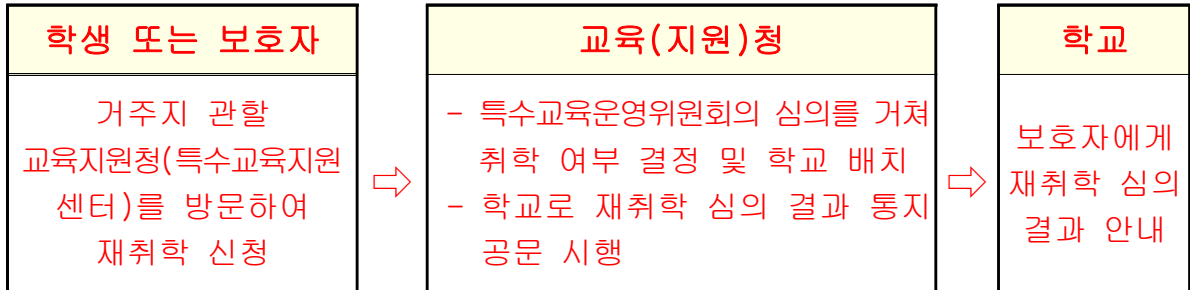 학생 또는 보호자
거주지 관할
교육지원청(특수교육지원
센터)를 방문하여
재취학 신청
⇨
교육(지원)청
- 특수교육운영위원회의 심의를 거쳐
취학 여부 결정 및 학교 배치
- 학교로 재취학 심의 결과 통지
공문 시행
⇨
학교
보호자에게
재취학 심의
결과 안내